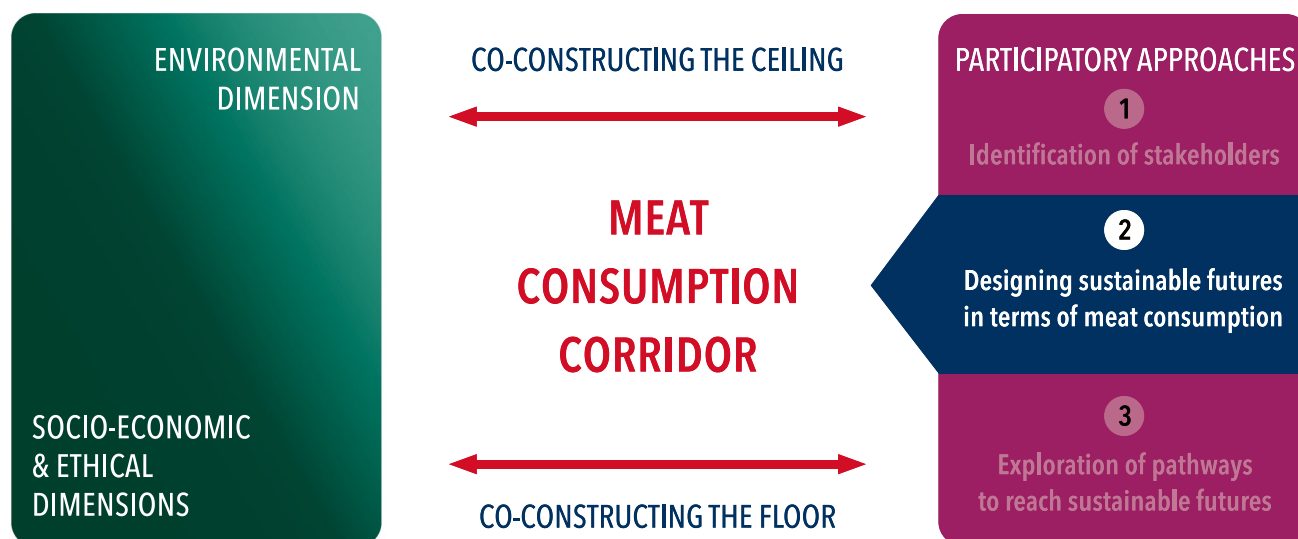 ENVIRONMENTAL
DIMENSION
SOCIO-ECONOMIC
& ETHICAL
DIMENSIONS
CO-CONSTRUCTING THE CEILING
MEAT
CONSUMPTION
CORRIDOR
CO-CONSTRUCTING THE FLOOR
PARTICIPATORY APPROACHES
1
Identification of stakeholders
2
Designing sustainable futures
in terms of meat consumption
3
Exploration of pathways
to reach sustainable futures